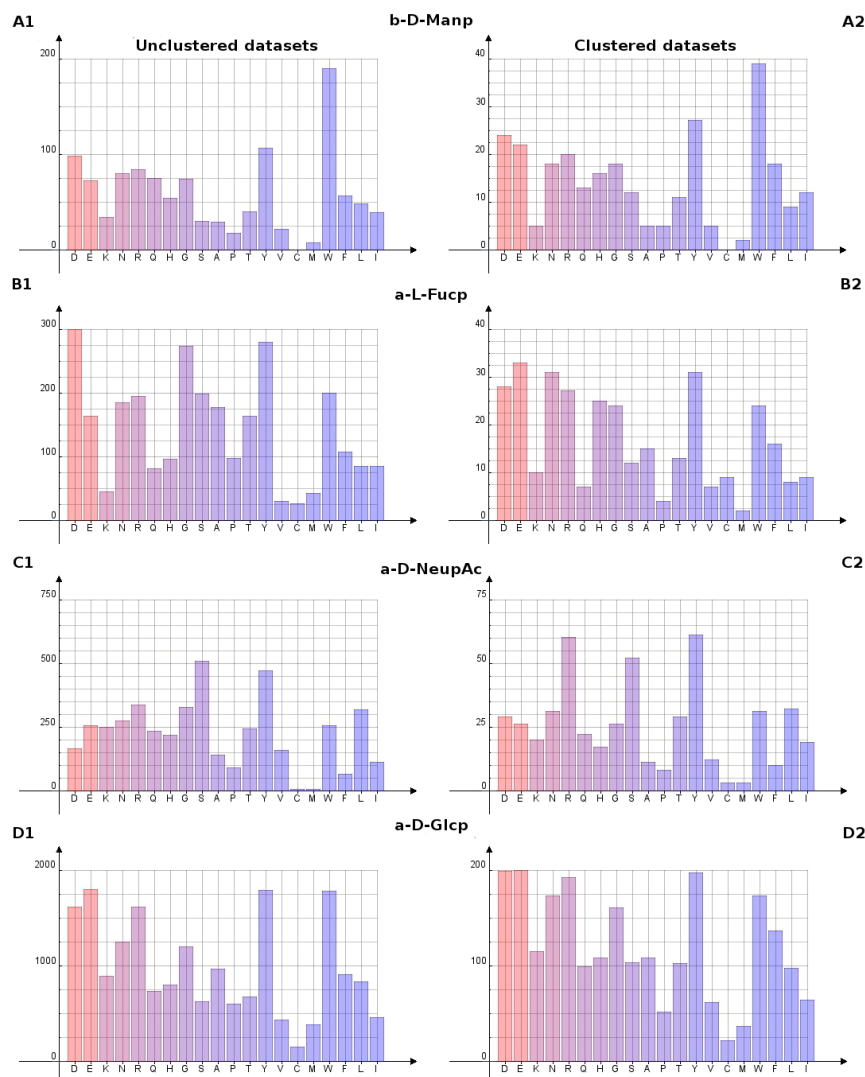 A1 b-D-Manp A2
Unclustered datasets Clustered datasets
200
100
0
D E K N R Q H G S A P T Y V C M W F L I
40
30
20
10
0
D E K N R Q H G S A P T Y V C M W F L I
B1 a-L-Fucp B2
300
200
100
0
D E K N R Q H G S A P T Y V C M W F L I
40
30
20
10
0
D E K N R Q H G S A P T Y V C M W F L I
C1 a-D-NeupAc C2
750
500
250
0
D E K N R Q H G S A P T Y V C M W F L I
75
50
25
0
D E K N R Q H G S A P T Y V C M W F L I
D1 a-D-Glcp D2
2000
1000
0
D E K N R Q H G S A P T Y V C M W F L I
200
100
0
D E K N R Q H G S A P T Y V C M W F L I